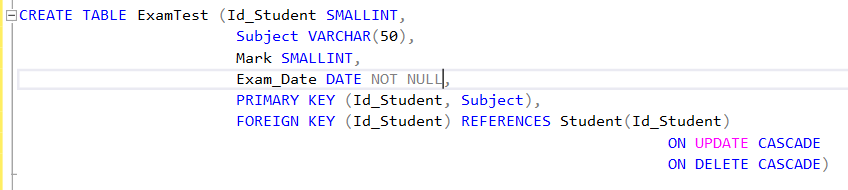 CREATE TABLE ExamTest (Id_Student SMALLINT,
Subject VARCHAR(50),
Mark SMALLINT,
Exam_Date DATE NOT NULL,
PRIMARY KEY (Id_Student, Subject),
FOREIGN KEY (Id_Student) REFERENCES Student(Id_Student)
ON UPDATE CASCADE
ON DELETE CASCADE)